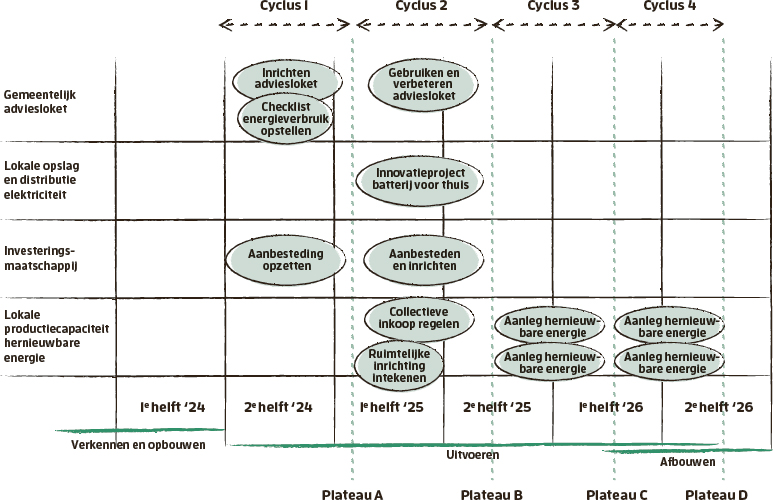 Cyclus 1
Cyclus 2
Cyclus 3
Cyclus 4
Gemeentelijk
adviesloket
Inrichten
adviesloket
Checklist
energieverbruik
opstellen
Gebruiken en
verbeteren
adviesloket
Lokale opslag
en distributie
elektriciteit
Innovatieproject
batterij voor thuis
Investerings-
maatschappij
Aanbesteding
opzetten
Aanbesteden
en inrichten
Lokale
productiecapaciteit
hernieuwbare
energie
Collectieve
inkoop regelen
Ruimtelijke
inrichting
intekenen
Aanleg hernieuw-
bare energie
Aanleg hernieuw-
bare energie
Aanleg hernieuw-
bare energie
Aanleg hernieuw-
bare energie
1e helft ‘24
2e helft ‘24
1e helft ‘25
2e helft ‘25
1e helft ‘26
2e helft ‘26
Verkennen en opbouwen
Uitvoeren
Afbouwen
Plateau A
Plateau B
Plateau C
Plateau D